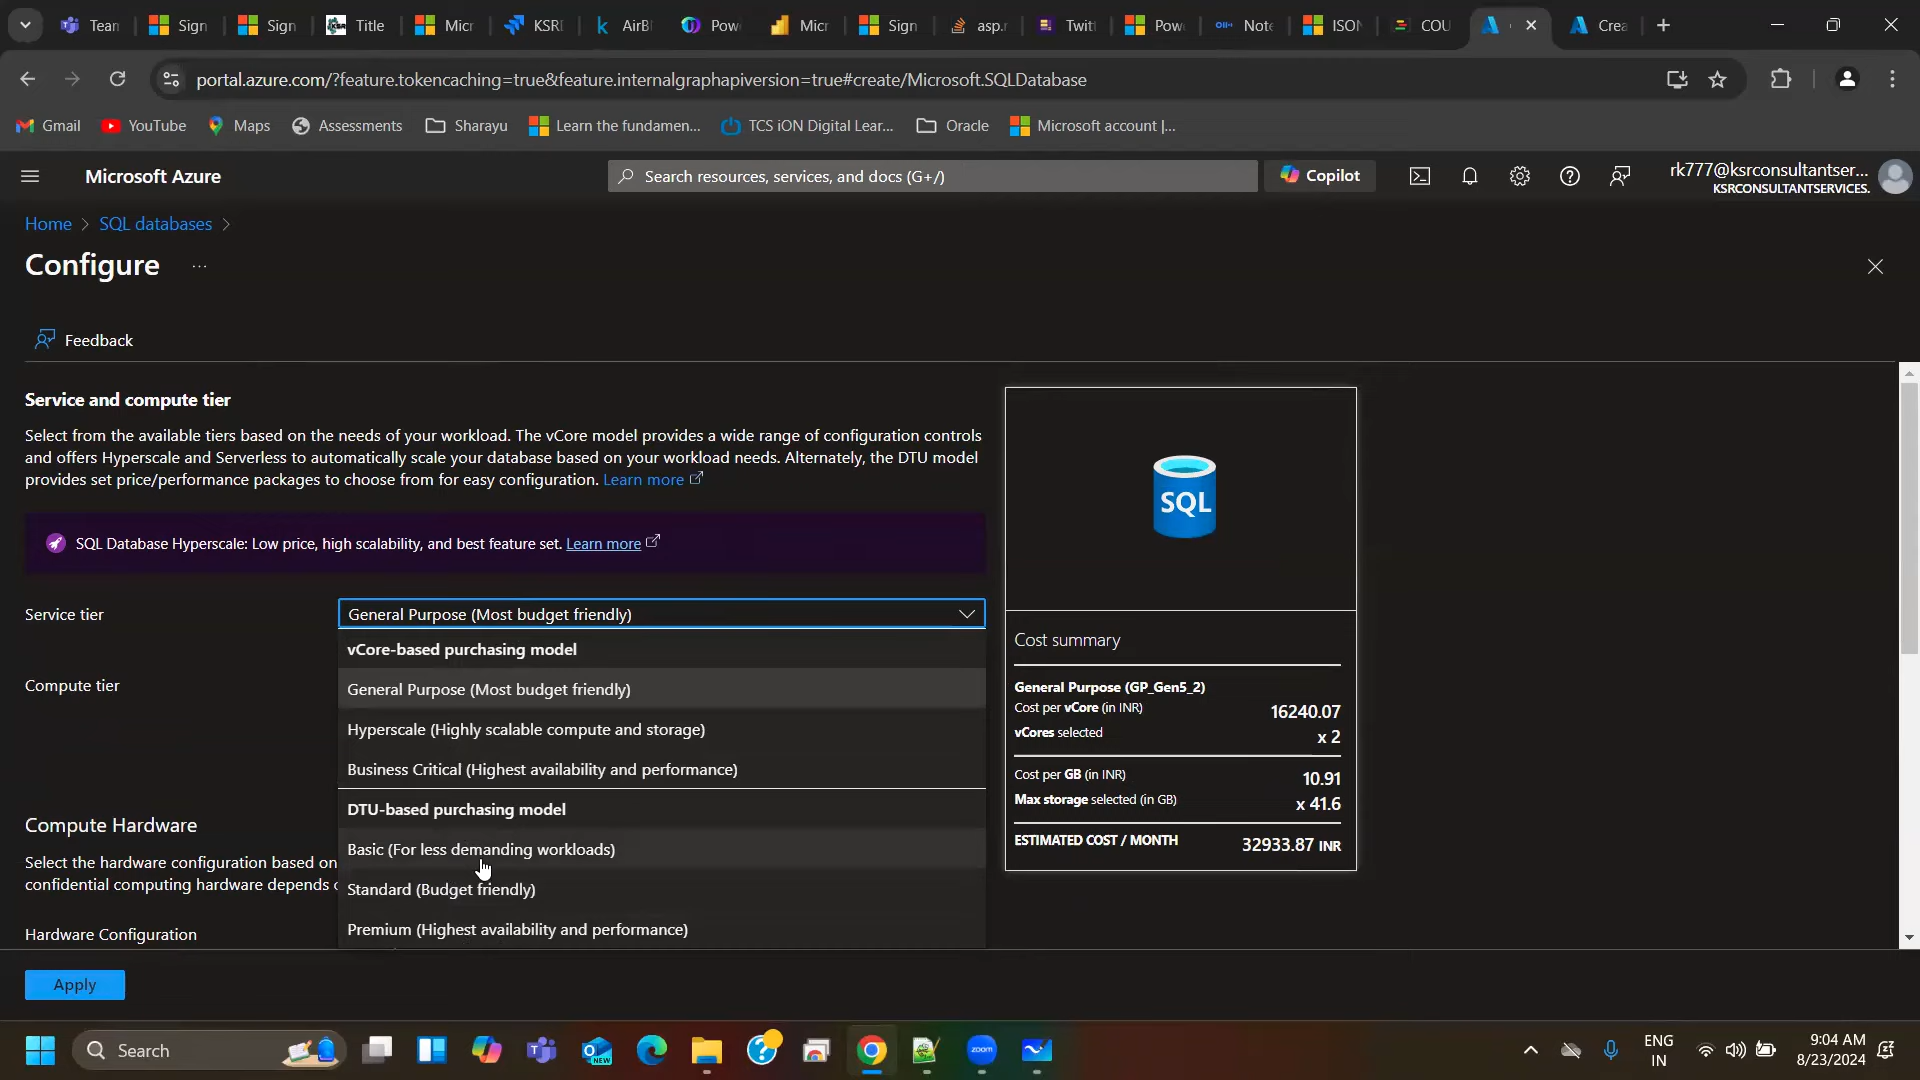 Tean
Sign
Sign
Title
Micr
KSRI
AirBl
Pow
Micr
Sign
asp.r
Twit
Powe
Note
ISON
COU
Crea
portal.azure.com/?feature.tokencaching=true&feature.internalgraphapiversion=true#create/Microsoft.SQLDatabase
Gmail
YouTube
Maps
Assessments
Sharayu
Learn the fundamen...
TCS iON Digital Lear...
Oracle
Microsoft account |...
Microsoft Azure
Search resources, services, and docs (G+/)
Copilot
rk777@ksrconsultantser...
KSRCONSULTANTSERVICES.
Home > SQL databases >
Configure ...
Feedback
Service and compute tier
Select from the available tiers based on the needs of your workload. The vCore model provides a wide range of configuration controls
and offers Hyperscale and Serverless to automatically scale your database based on your workload needs. Alternately, the DTU model
provides set price/performance packages to choose from for easy configuration. Learn more
SQL Database Hyperscale: Low price, high scalability, and best feature set. Learn more
Service tier
General Purpose (Most budget friendly)
vCore-based purchasing model
General Purpose (Most budget friendly)
Hyperscale (Highly scalable compute and storage)
Business Critical (Highest availability and performance)
DTU-based purchasing model
Basic (For less demanding workloads)
Standard (Budget friendly)
Premium (Highest availability and performance)
Compute tier
Compute Hardware
Select the hardware configuration based on
confidential computing hardware depends
Hardware Configuration
Apply
SQL
Cost summary
General Purpose (GP_Gen5_2)
Cost per vCore (in INR) 16240.07
vCores selected x 2
Cost per GB (in INR) 10.91
Max storage selected (in GB) x 41.6
ESTIMATED COST / MONTH 32933.87 INR
Search
NEW
zoom
ENG
IN
9:04 AM
8/23/2024